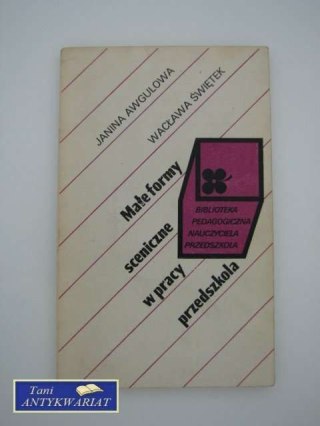 JANINA AWGULOWA
WACŁAWA ŚWIĘTEK
Małe formy
sceniczne
w pracy
przedszkola
BIBLIOTEKA
PEDAGOGICZNA
NAUCZYCIELA
PRZEDSZKOLA
Tani
ANTYKWARIAT